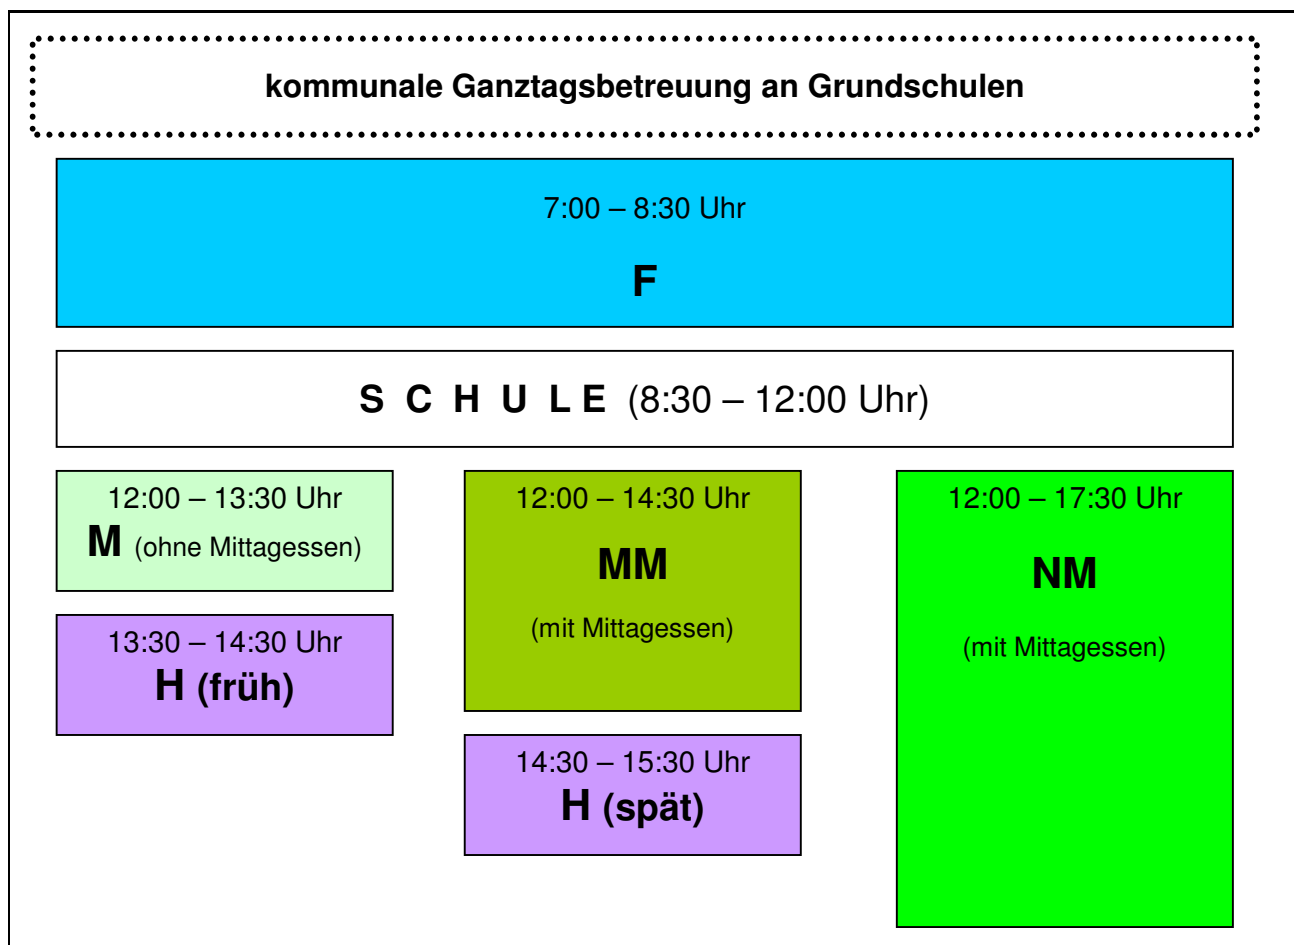 kommunale Ganztagsbetreuung an Grundschulen
7:00 – 8:30 Uhr
F
S C H U L E (8:30 – 12:00 Uhr)
12:00 – 13:30 Uhr
M (ohne Mittagessen)
13:30 – 14:30 Uhr
H (früh)
12:00 – 14:30 Uhr
MM
(mit Mittagessen)
14:30 – 15:30 Uhr
H (spät)
12:00 – 17:30 Uhr
NM
(mit Mittagessen)